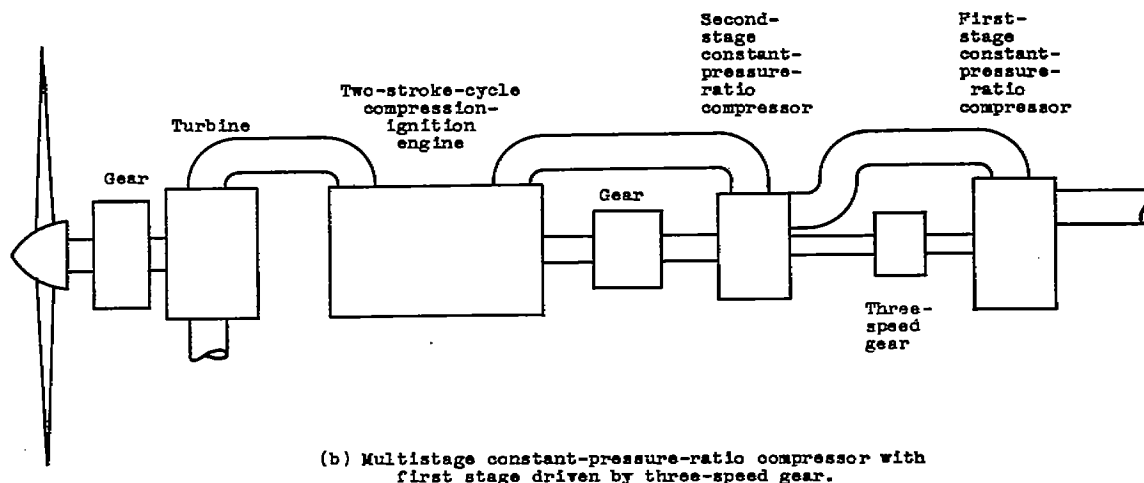 Second-
stage
constant-
pressure-
ratio
compressor
First-
stage
constant-
pressure-
ratio
compressor
Two-stroke-cycle
compression-
ignition
engine
Turbine
Gear
Gear
Three-
speed
gear
(b) Multistage constant-pressure-ratio compressor with
first stage driven by three-speed gear.